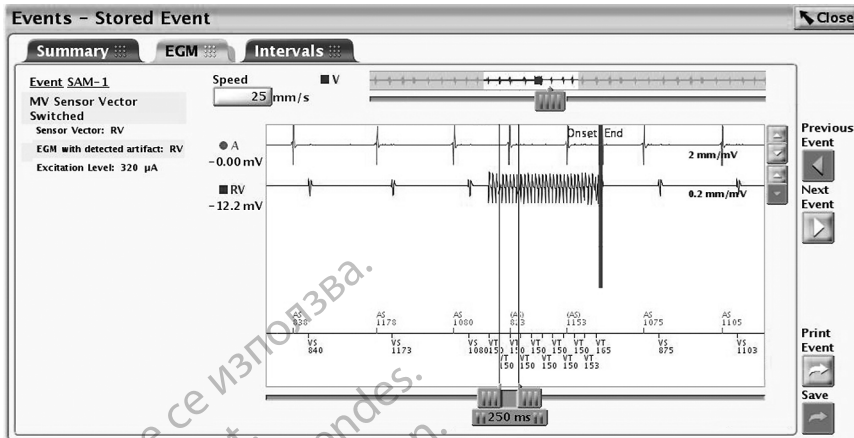 Events - Stored Event
Close
Summary
EGM
Intervals
Event SAM-1
MV Sensor Vector
Switched
Sensor Vector: RV
EGM with detected artifact: RV
Excitation Level: 320 µA
Speed
25 mm/s
V
A
-0.00 mV
RV
-12.2 mV
Onset End
2 mm/mV
0.2 mm/mV
AS AS AS (AS) (AS) AS AS
838 1178 1080 823 1153 1075 1105
VS VS VS VT VT VT VT VT VT VS VS
840 1173 1080 150 150 150 150 150 165 875 1103
VT VT VT VT VT
150 150 150 150 153
250 ms
Previous
Event
Next
Event
Print
Event
Save
се използва.